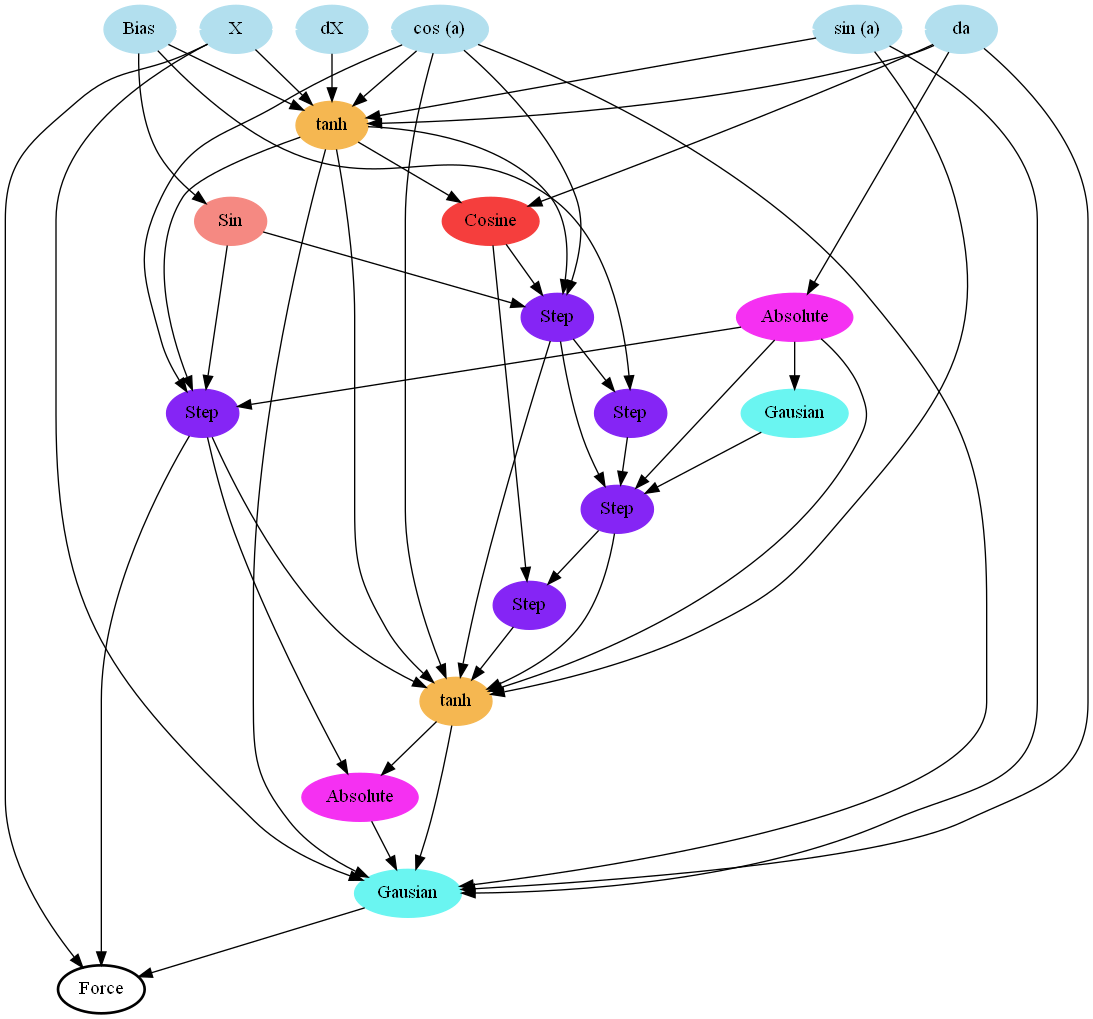 Bias
X
dX
cos (a)
sin (a)
da
tanh
Sin
Cosine
Step
Absolute
Step
Step
Gausian
Step
Step
tanh
Absolute
Gausian
Force